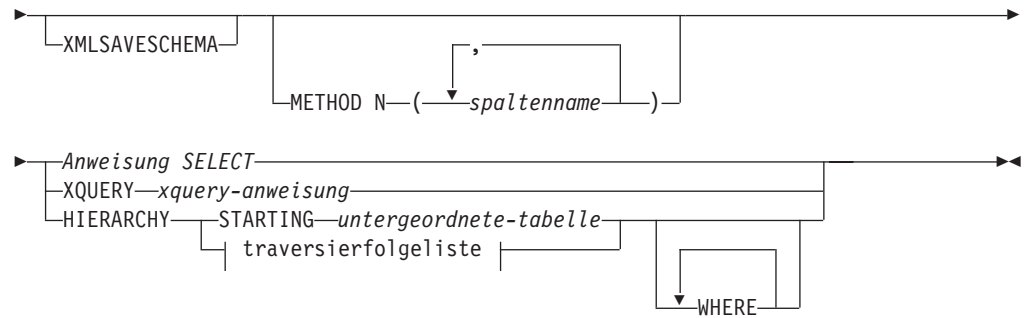 XMLSAVESCHEMA
,
METHOD N ( spaltenname )
Anweisung SELECT
XQUERY xquery-anweisung
HIERARCHY STARTING untergeordnete-tabelle
traversierfolgeliste
WHERE